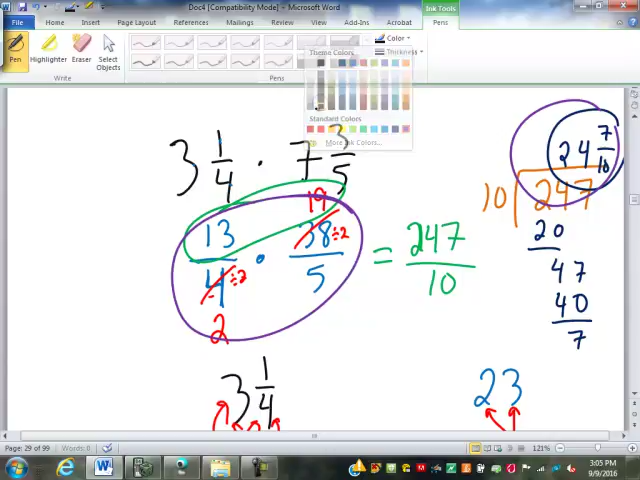 Doc4 [Compatibility Mode] - Microsoft Word
Ink Tools
File
Home
Insert
Page Layout
References
Mailings
Review
View
Add-Ins
Acrobat
Pens
Pen
Highlighter
Eraser
Select
Objects
Color
Thickness
Write
Pens
Theme Colors
Standard Colors
More Ink Colors...
3 1/4 · 7 3/5
19
13/4 ÷2 · 38/5 ÷2 = 247/10
2
24 7/10
10 247
20
47
40
7
3 1/4
23
Page: 29 of 99
Words: 0
121%
3:05 PM
9/9/2016